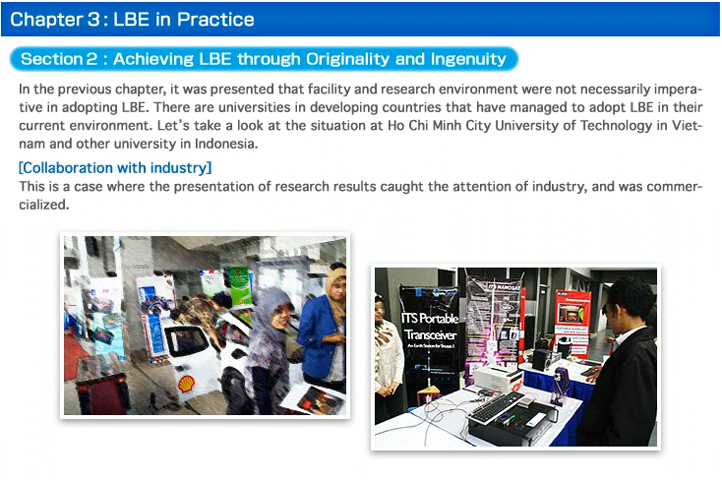 Chapter 3 : LBE in Practice
Section 2 : Achieving LBE through Originality and Ingenuity
In the previous chapter, it was presented that facility and research environment were not necessarily impera-
tive in adopting LBE. There are universities in developing countries that have managed to adopt LBE in their
current environment. Let's take a look at the situation at Ho Chi Minh City University of Technology in Viet-
nam and other university in Indonesia.
[Collaboration with industry]
This is a case where the presentation of research results caught the attention of industry, and was commer-
cialized.
ITS Portable
Transceiver
ITS NANOSAT